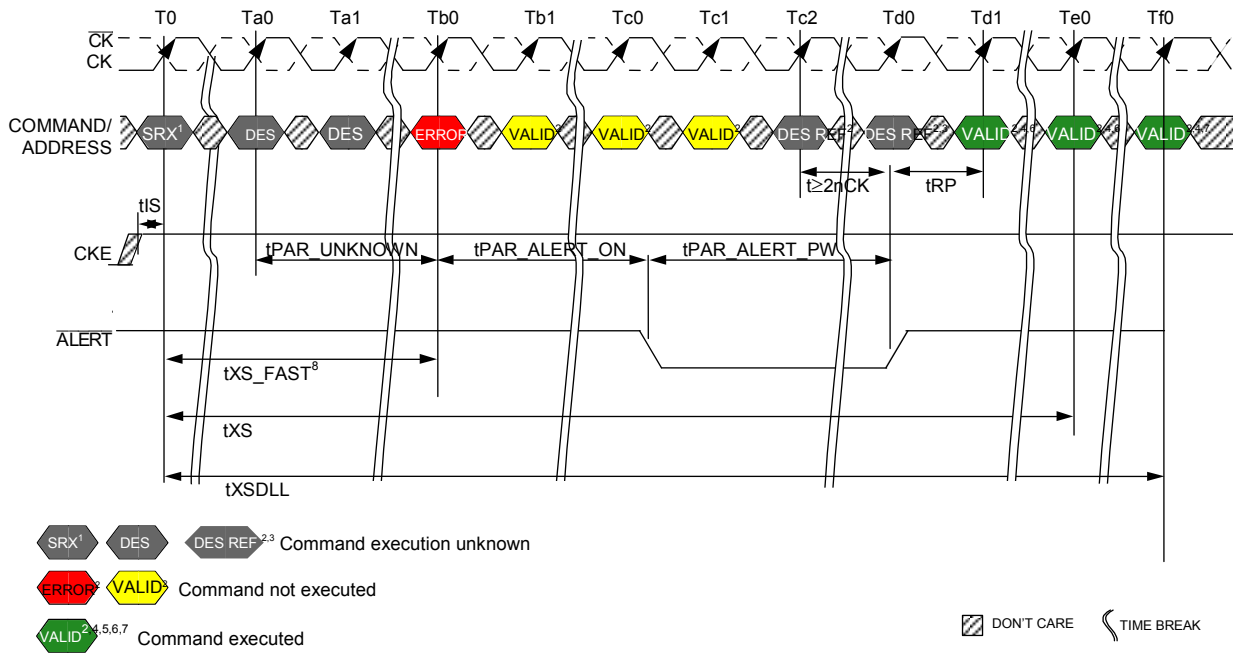 T0 Ta0 Ta1 Tb0 Tb1 Tc0 Tc1 Tc2 Td0 Td1 Te0 Tf0
CK
CK
COMMAND/
ADDRESS
SRX1 DES DES ERROR VALID2 VALID2 VALID2 DES REF2 DES REF2,3 VALID2,4,6 VALID2,4,6 VALID2,4,7
t≥2nCK tRP
tIS
CKE
tPAR_UNKNOWN tPAR_ALERT_ON tPAR_ALERT_PW
ALERT
tXS_FAST8
tXS
tXSDLL
SRX1 DES DES REF2,3 Command execution unknown
ERROR2 VALID2 Command not executed
VALID2,4,5,6,7 Command executed
DON'T CARE TIME BREAK